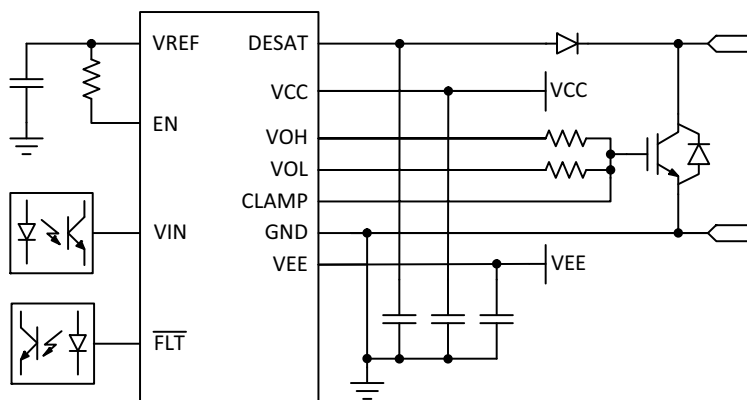 VREF
DESAT
VCC
VCC
EN
VOH
VOL
CLAMP
VIN
GND
VEE
VEE
FLT